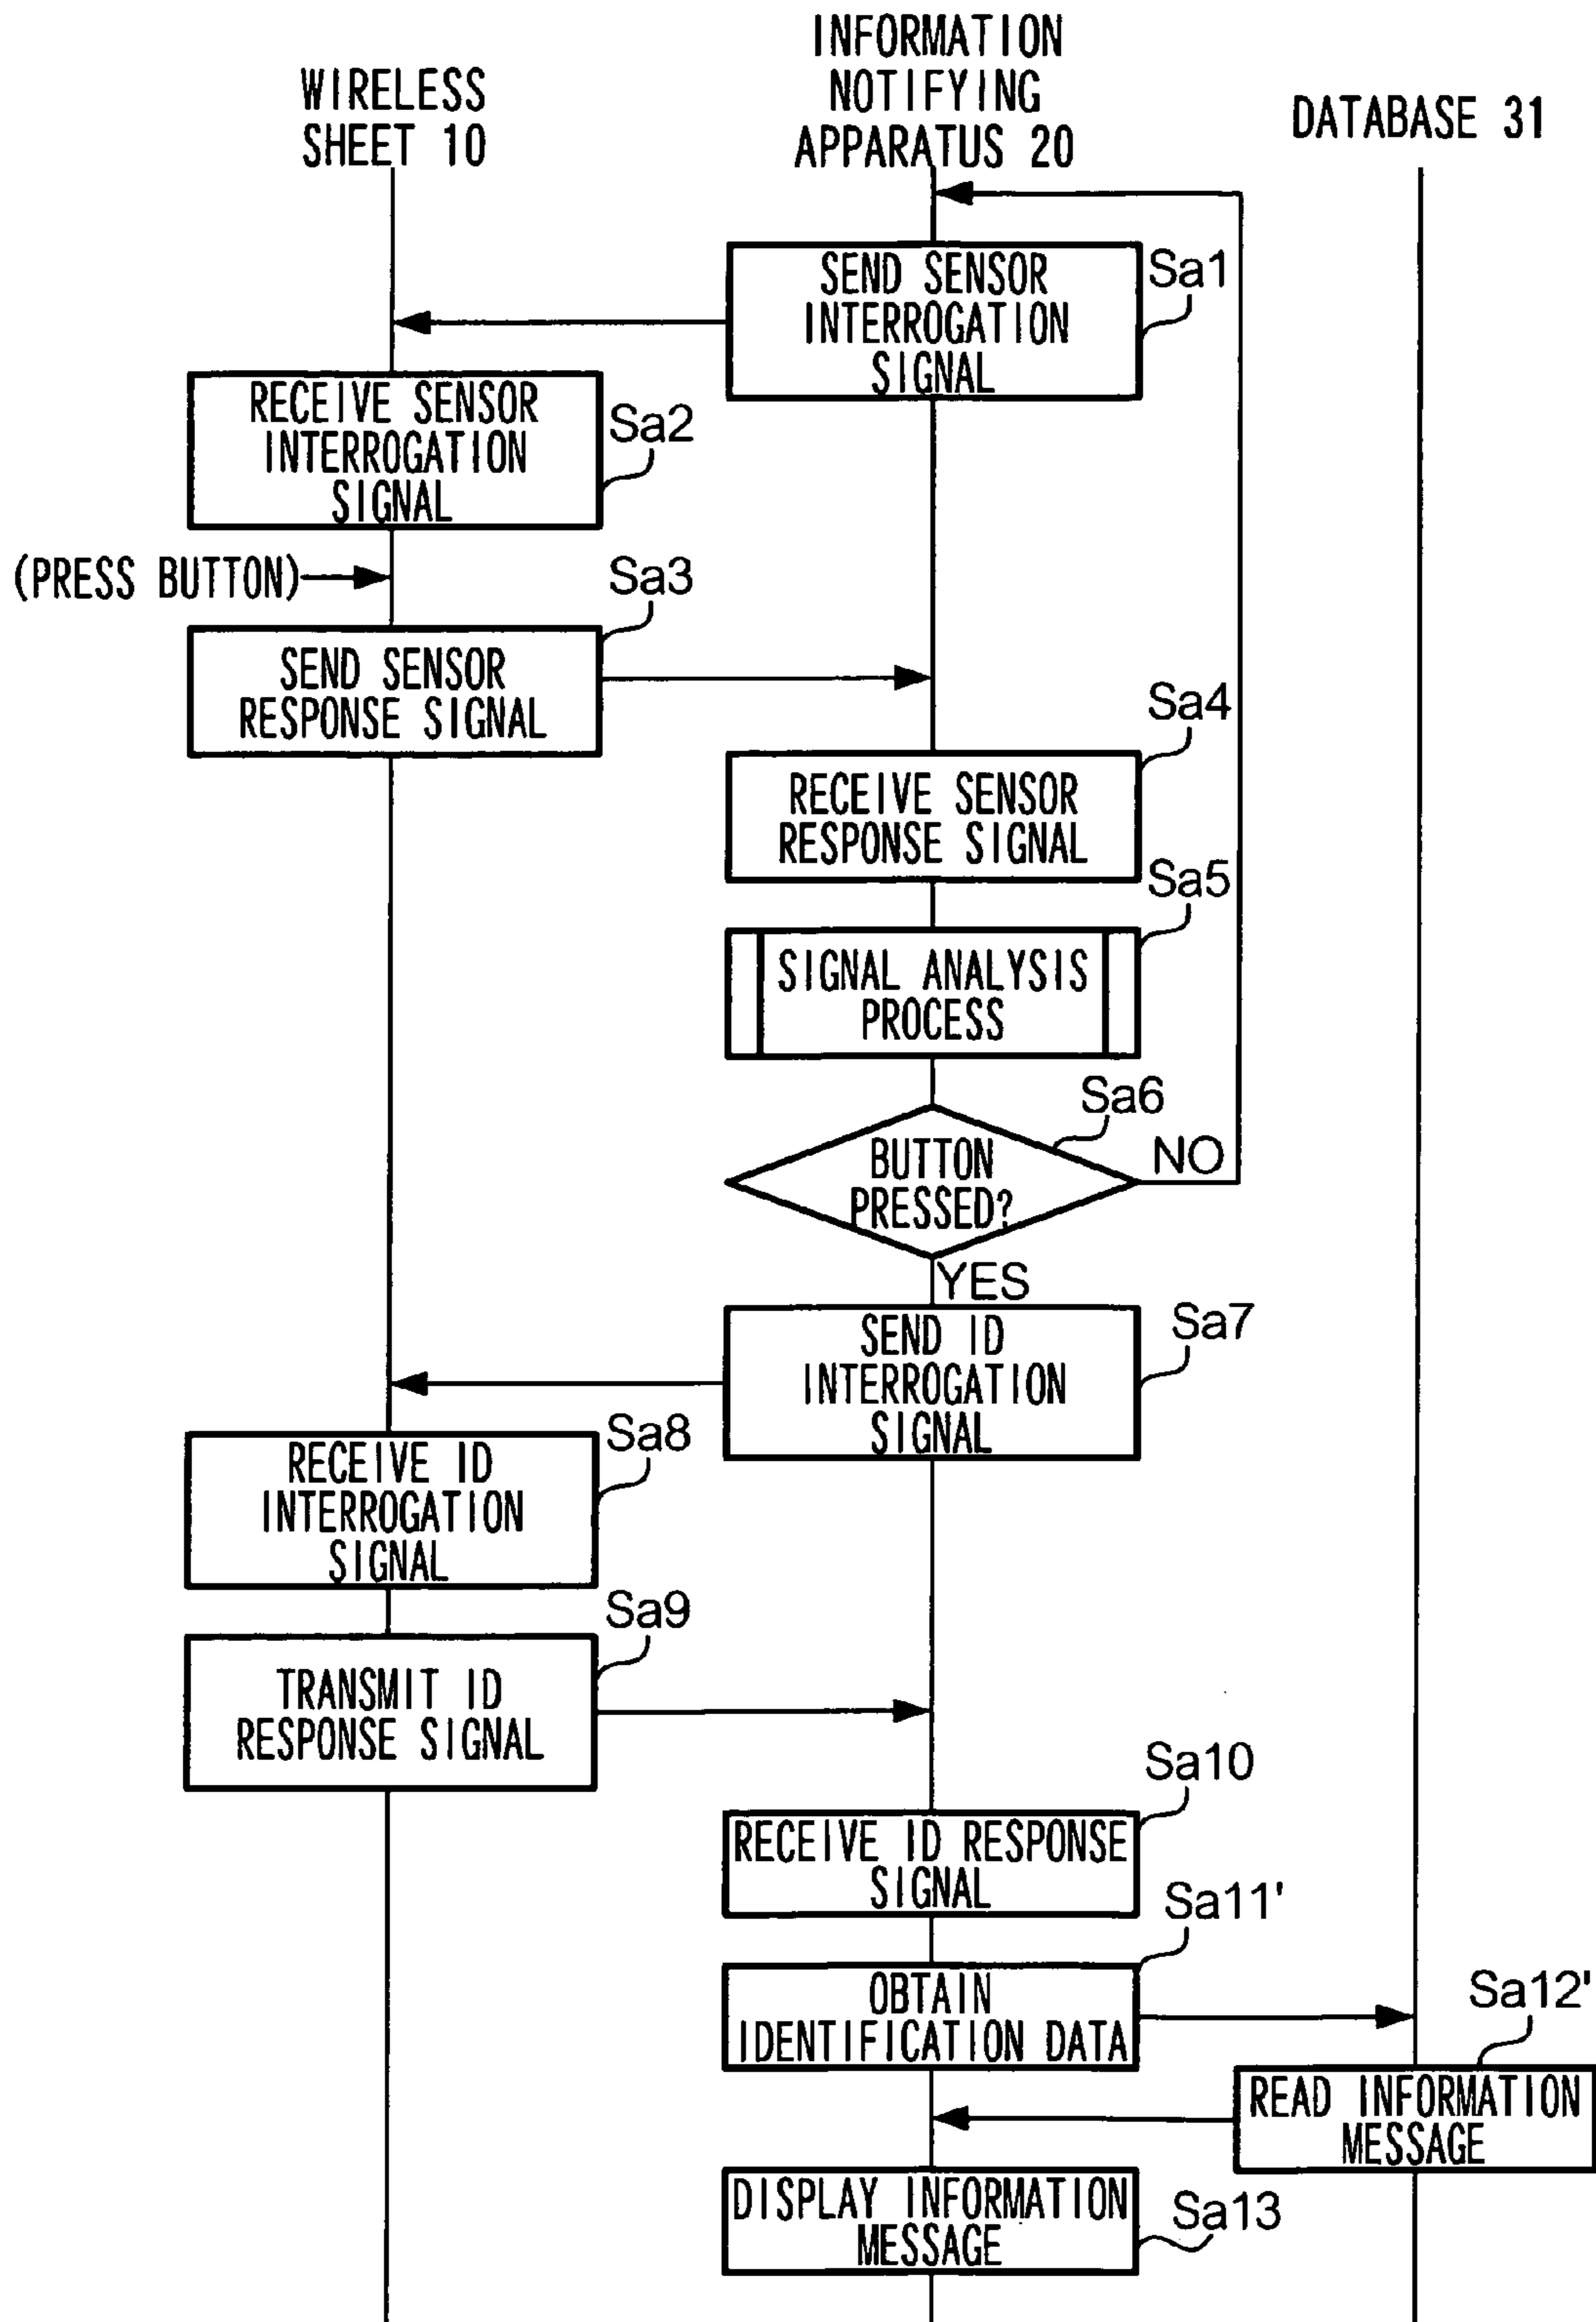 WIRELESS
SHEET 10
INFORMATION
NOTIFYING
APPARATUS 20
DATABASE 31
SEND SENSOR
INTERROGATION
SIGNAL
Sa1
RECEIVE SENSOR
INTERROGATION
SIGNAL
Sa2
(PRESS BUTTON)
Sa3
SEND SENSOR
RESPONSE SIGNAL
Sa4
RECEIVE SENSOR
RESPONSE SIGNAL
Sa5
SIGNAL ANALYSIS
PROCESS
Sa6
BUTTON
PRESSED?
NO
YES
SEND ID
INTERROGATION
SIGNAL
Sa7
RECEIVE ID
INTERROGATION
SIGNAL
Sa8
Sa9
TRANSMIT ID
RESPONSE SIGNAL
Sa10
RECEIVE ID RESPONSE
SIGNAL
Sa11'
OBTAIN
IDENTIFICATION DATA
Sa12'
READ INFORMATION
MESSAGE
DISPLAY INFORMATION
MESSAGE
Sa13